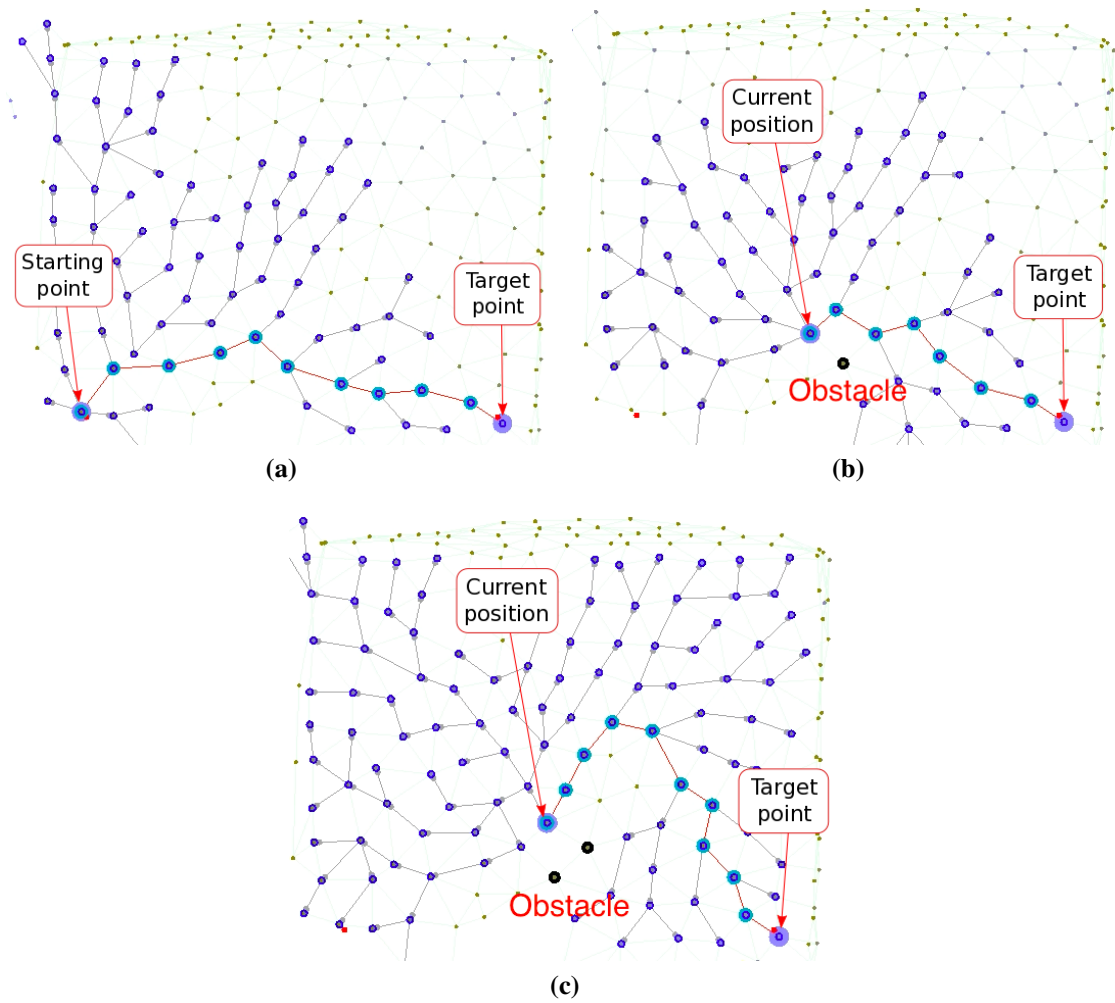 Starting
point
Target
point
(a)
Current
position
Target
point
Obstacle
(b)
Current
position
Target
point
Obstacle
(c)